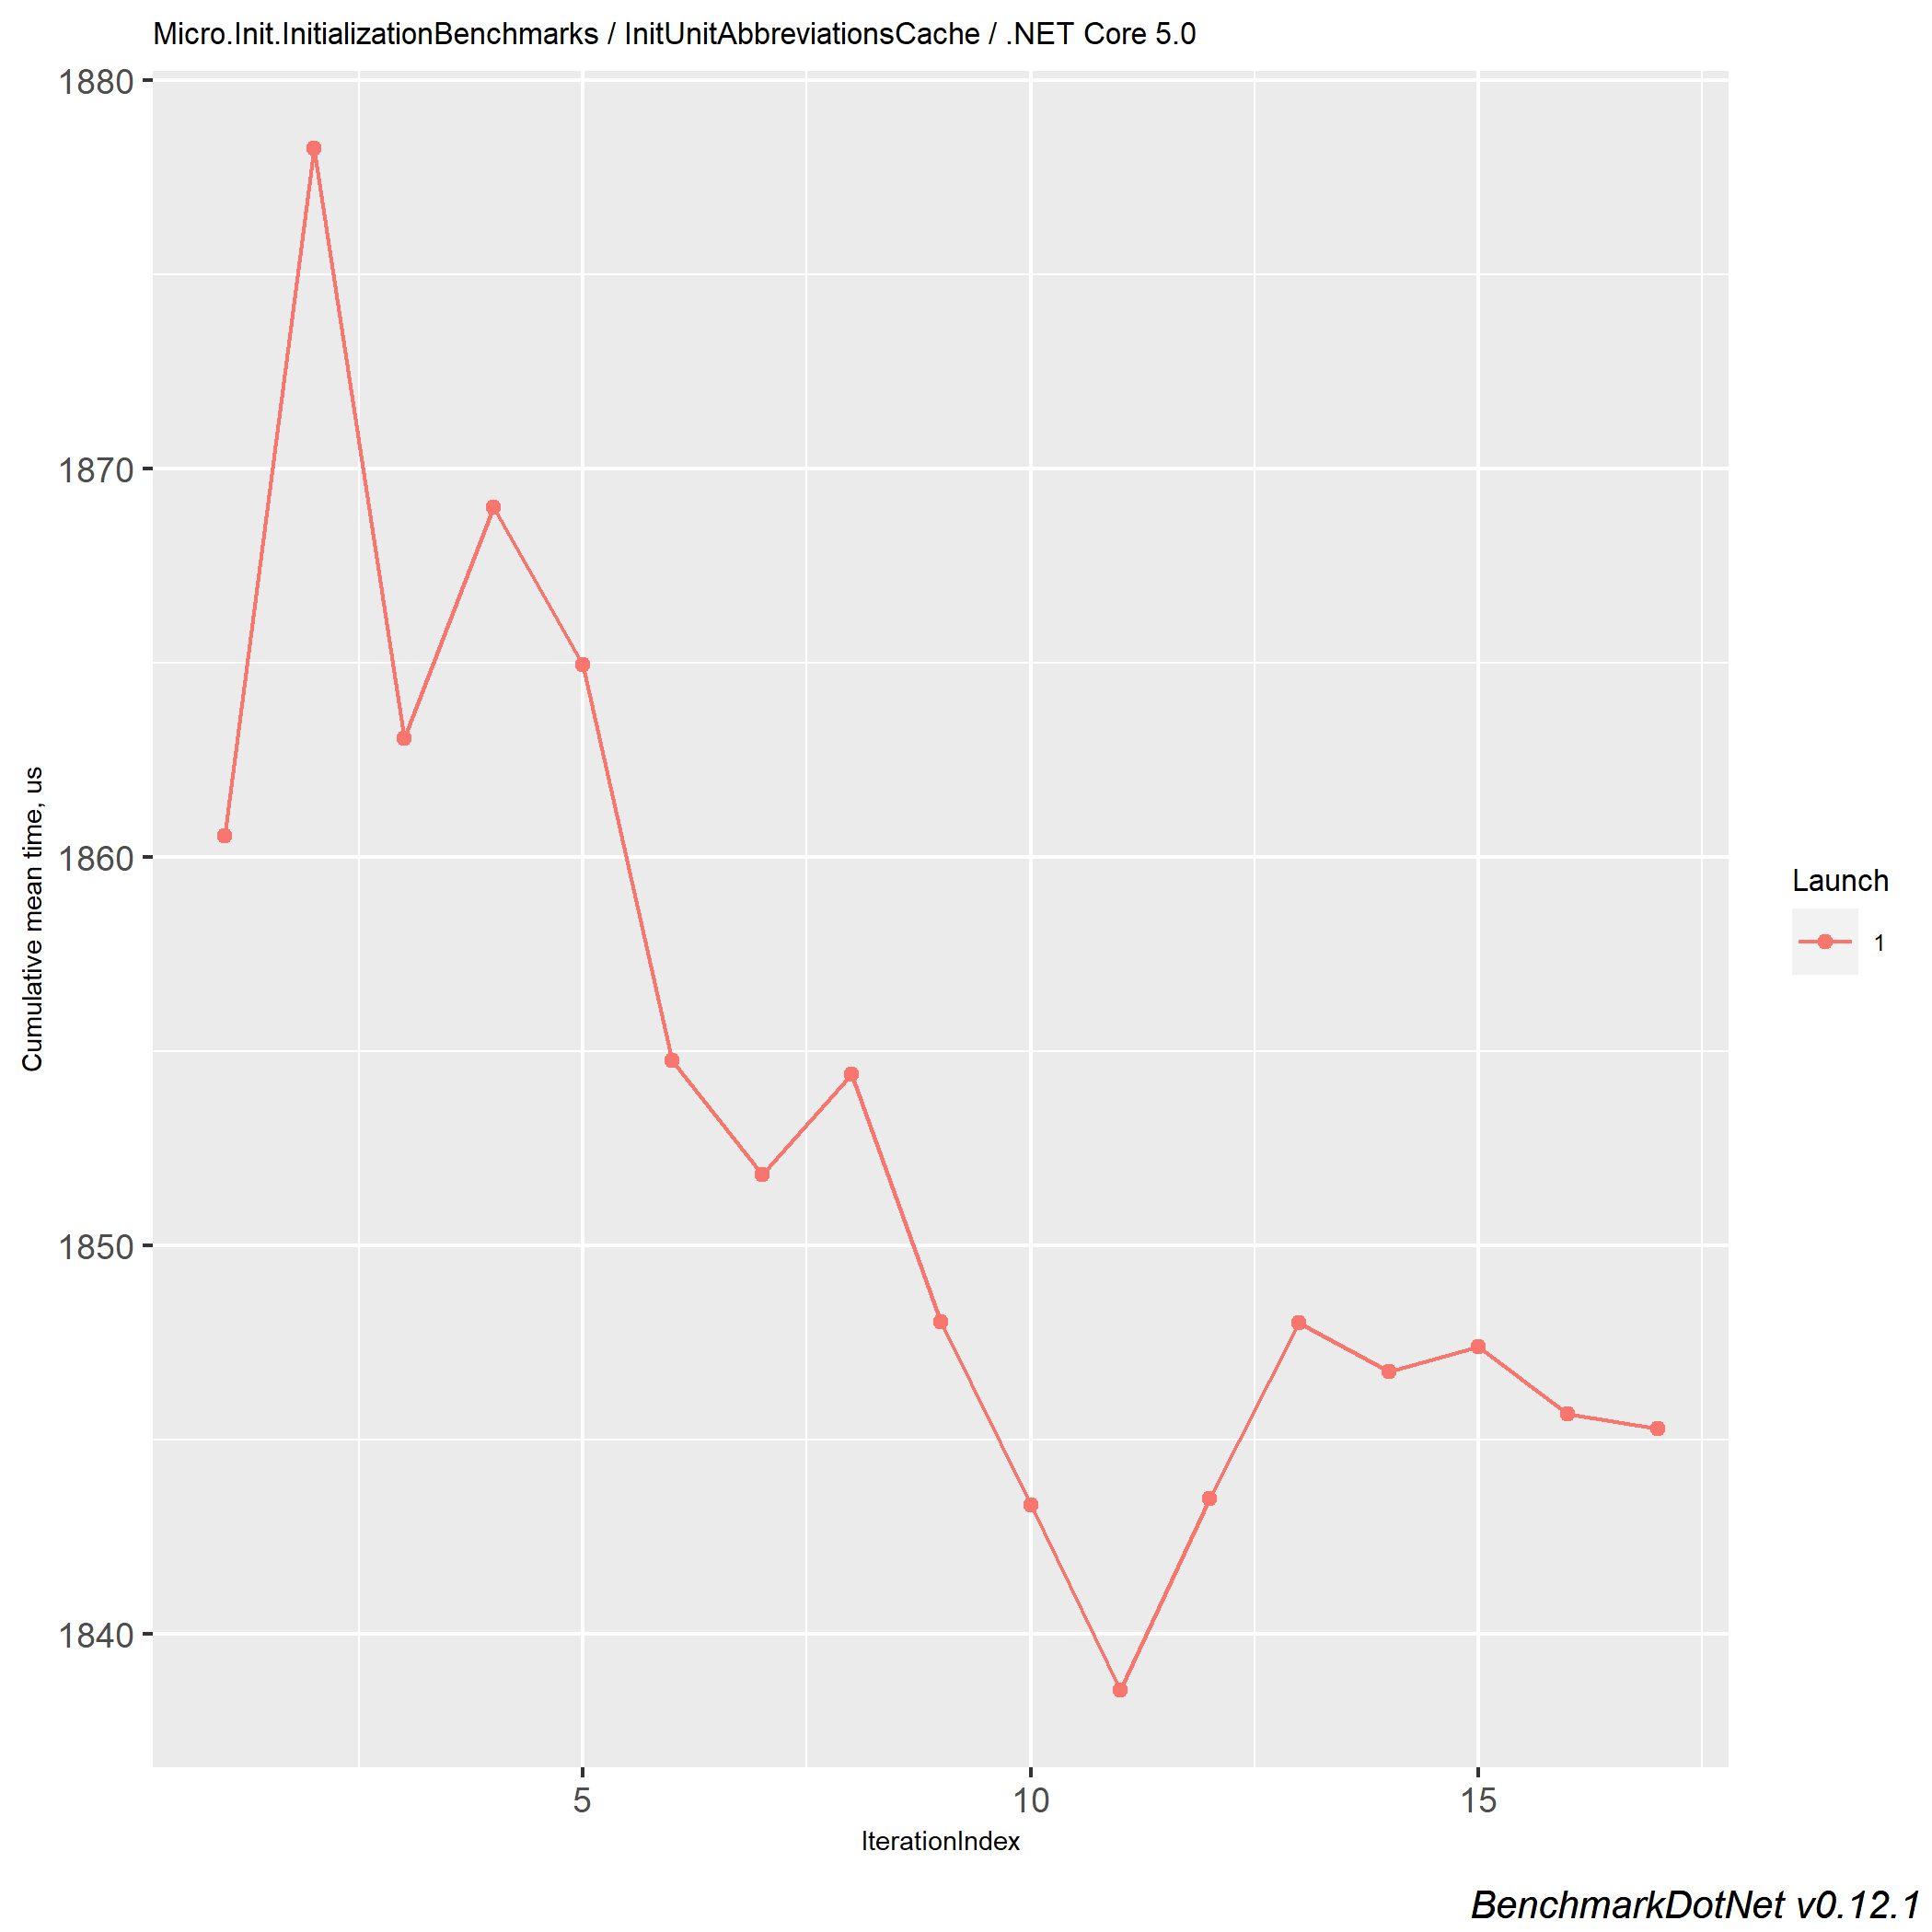 Micro.Init.InitializationBenchmarks / InitUnitAbbreviationsCache / .NET Core 5.0
1880
1870
1860
1850
1840
Cumulative mean time, us
5
10
15
IterationIndex
Launch
1
BenchmarkDotNet v0.12.1